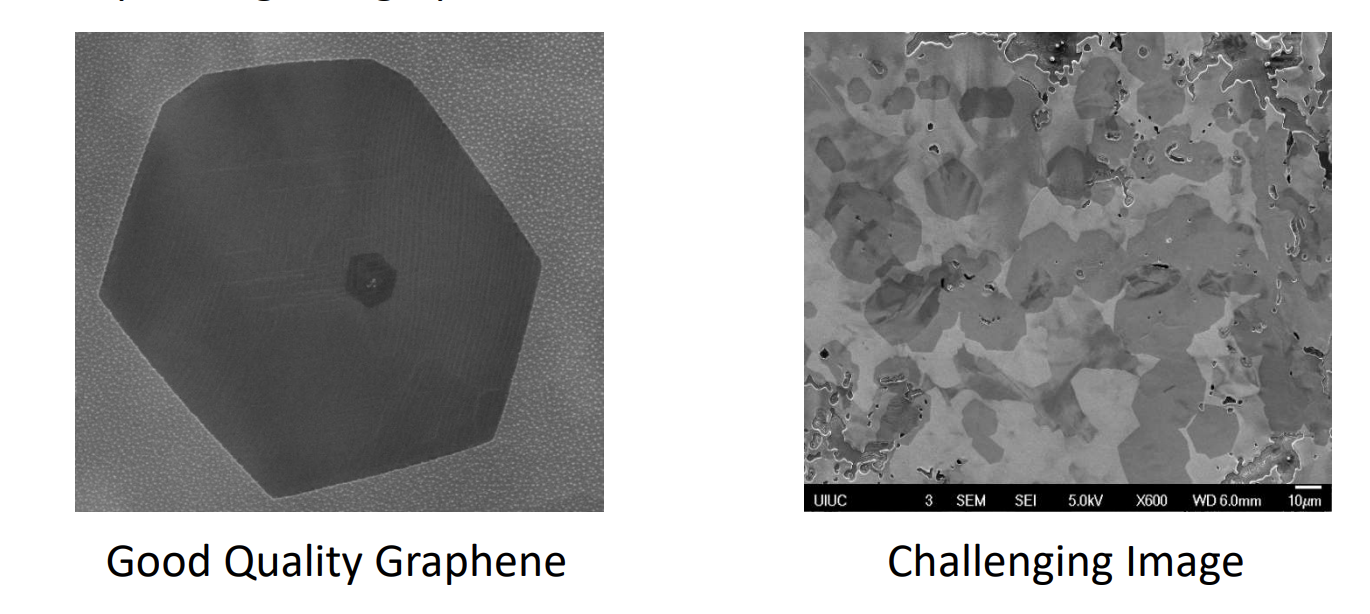 UIUC 3 SEM SEI 5.0kV X600 WD 6.0mm 10μm
Good Quality Graphene
Challenging Image